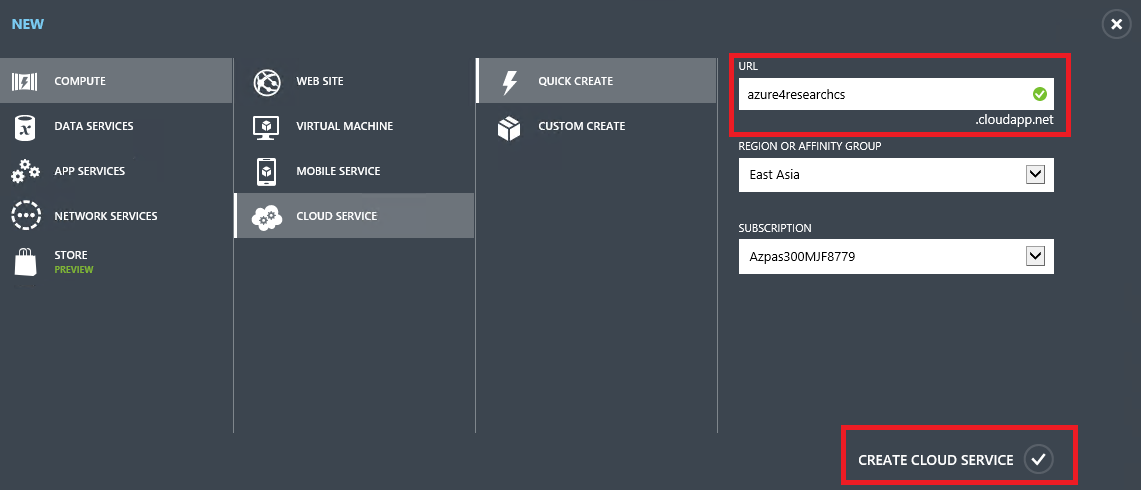 NEW
COMPUTE
DATA SERVICES
APP SERVICES
NETWORK SERVICES
STORE
PREVIEW
WEB SITE
VIRTUAL MACHINE
MOBILE SERVICE
CLOUD SERVICE
QUICK CREATE
CUSTOM CREATE
URL
azure4researchcs
.cloudapp.net
REGION OR AFFINITY GROUP
East Asia
SUBSCRIPTION
Azpas300MJF8779
CREATE CLOUD SERVICE